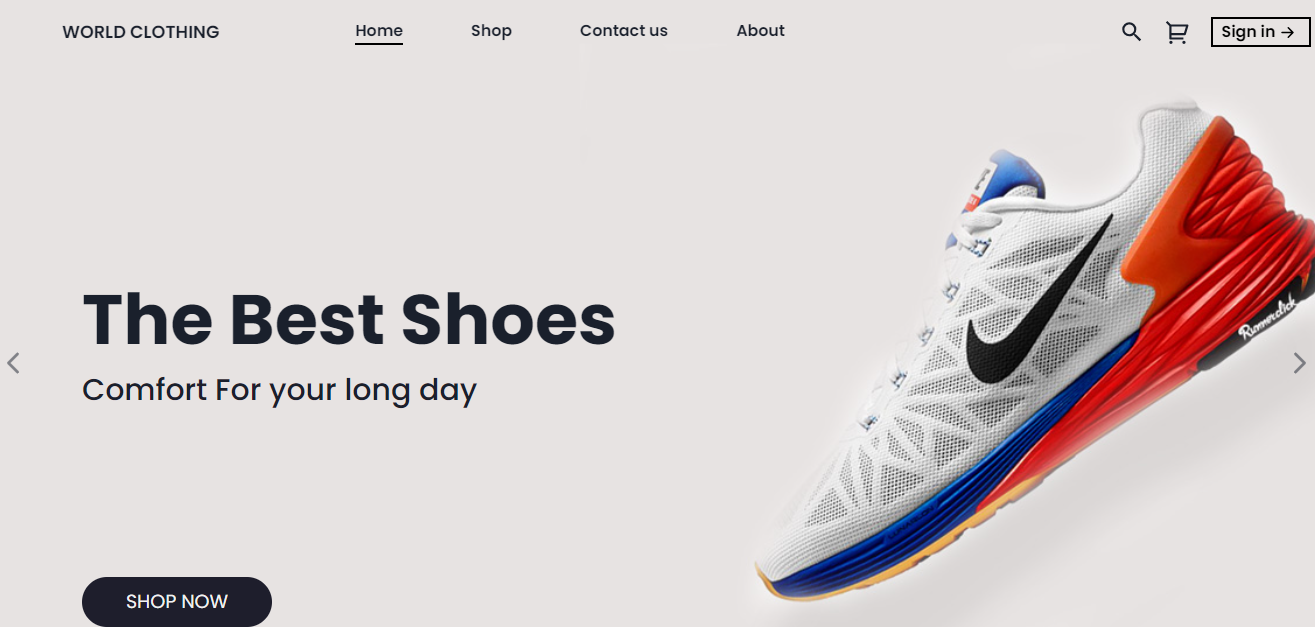 WORLD CLOTHING
Home
Shop
Contact us
About
Sign in →
The Best Shoes
Comfort For your long day
SHOP NOW